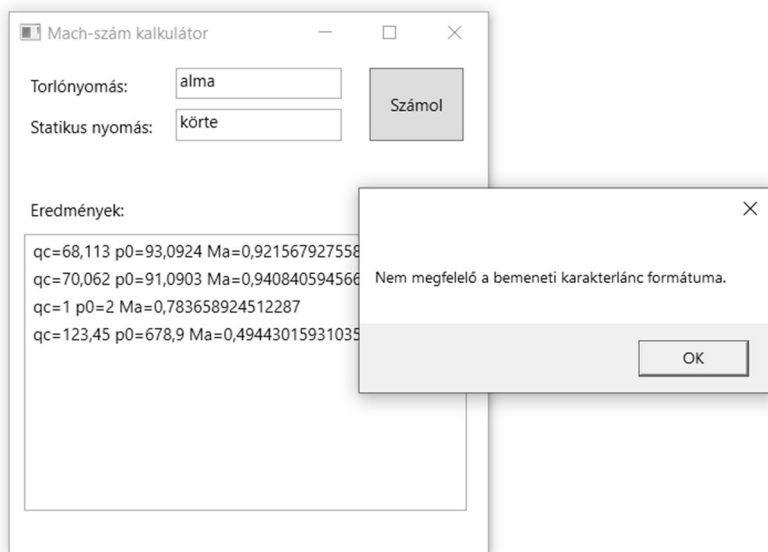 Mach-szám kalkulátor
Torlónyomás:
alma
Számol
Statikus nyomás:
körte
Eredmények:
qc=68,113 p0=93,0924 Ma=0,921567927558
qc=70,062 p0=91,0903 Ma=0,940840594566
qc=1 p0=2 Ma=0,783658924512287
qc=123,45 p0=678,9 Ma=0,49443015931035
Nem megfelelő a bemeneti karakterlánc formátuma.
OK